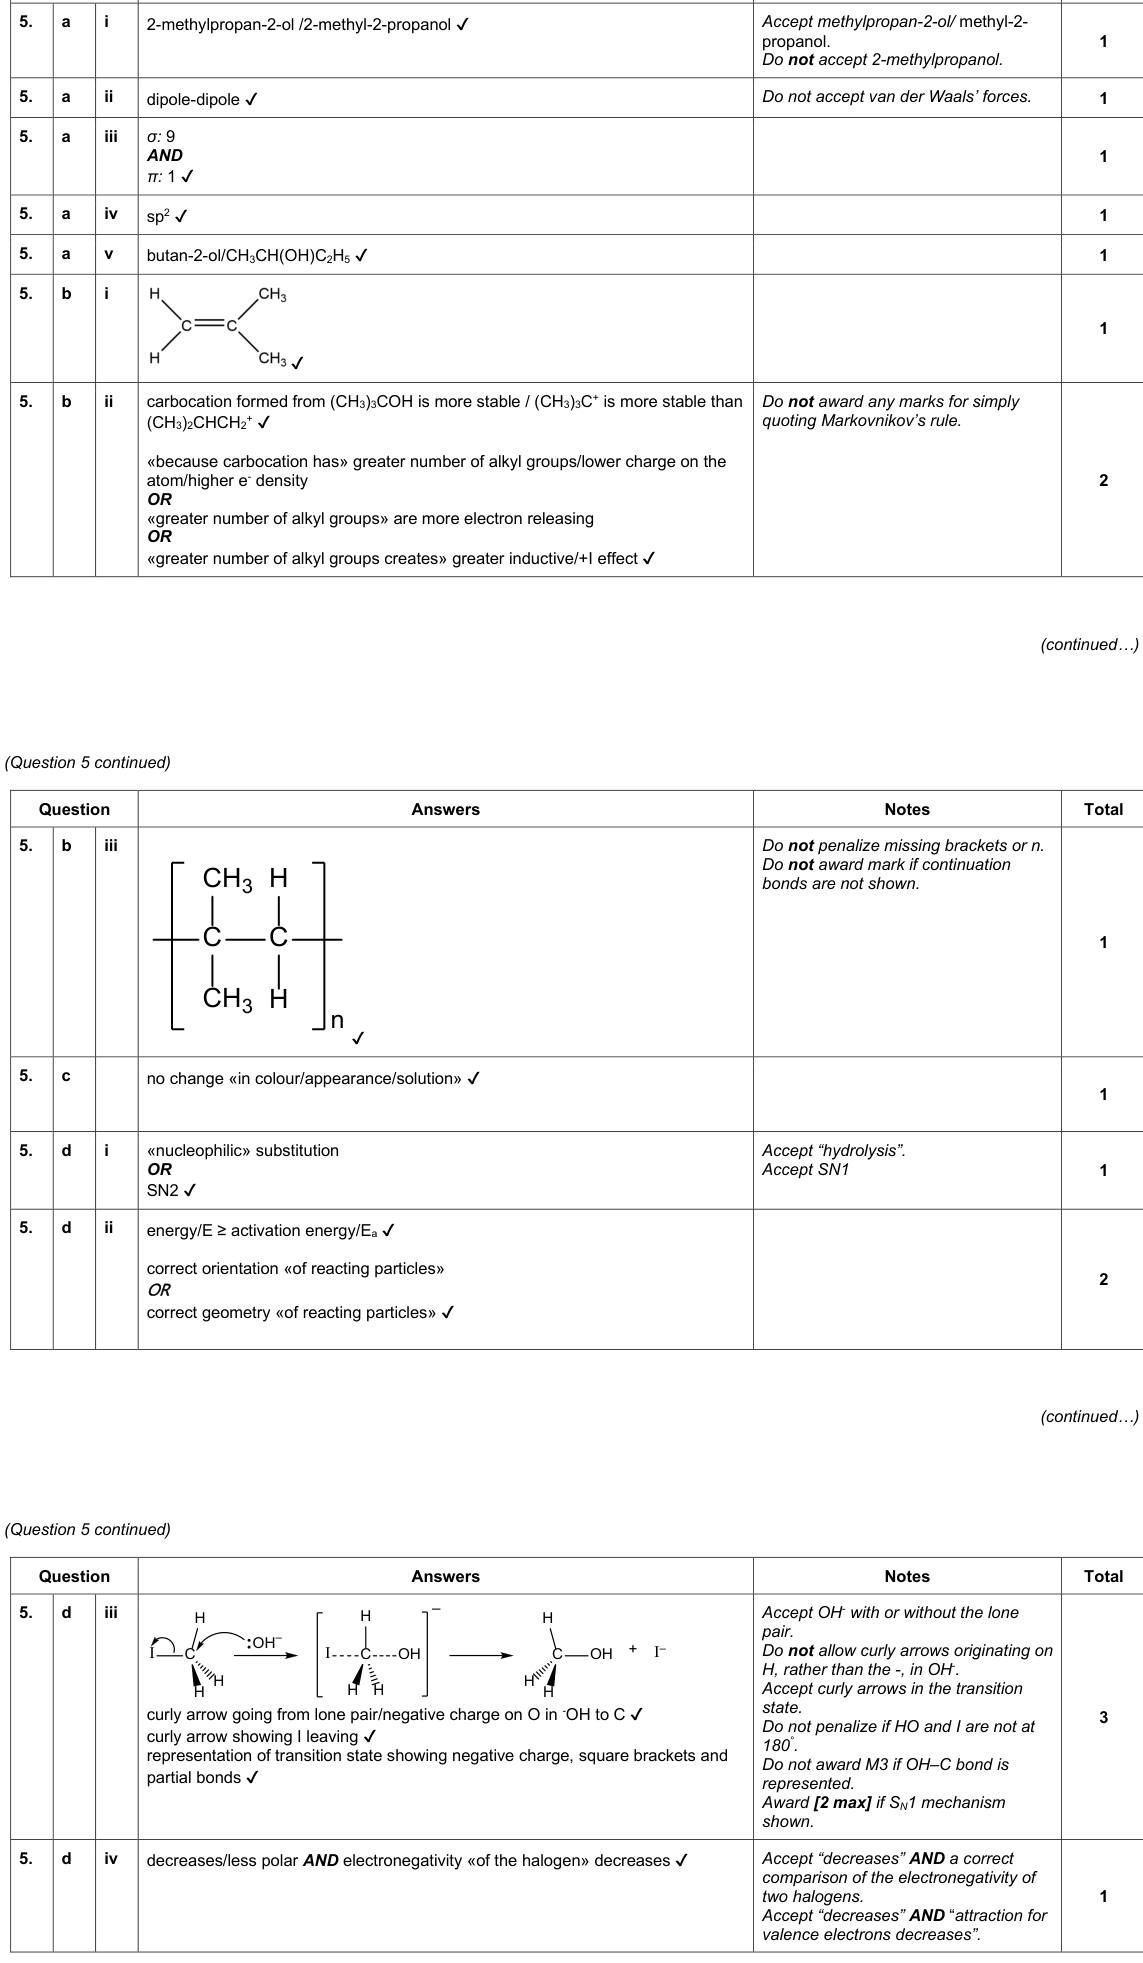 5. a i 2-methylpropan-2-ol /2-methyl-2-propanol ✓ Accept methylpropan-2-ol/ methyl-2-
propanol.
Do not accept 2-methylpropanol. 1
5. a ii dipole-dipole ✓ Do not accept van der Waals’ forces. 1
5. a iii σ: 9
AND
π: 1 ✓ 1
5. a iv sp² ✓ 1
5. a v butan-2-ol/CH₃CH(OH)C₂H₅ ✓ 1
5. b i H CH₃
C C
H CH₃ ✓ 1
5. b ii carbocation formed from (CH₃)₃COH is more stable / (CH₃)₃C⁺ is more stable than
(CH₃)₂CHCH₂⁺ ✓
«because carbocation has» greater number of alkyl groups/lower charge on the
atom/higher e⁻ density
OR
«greater number of alkyl groups» are more electron releasing
OR
«greater number of alkyl groups creates» greater inductive/+I effect ✓
Do not award any marks for simply
quoting Markovnikov’s rule.
2
(continued…)
(Question 5 continued)
Question Answers Notes Total
5. b iii
CH₃ H
C C
CH₃ H
n
✓
Do not penalize missing brackets or n.
Do not award mark if continuation
bonds are not shown.
1
5. c no change «in colour/appearance/solution» ✓ 1
5. d i «nucleophilic» substitution
OR
SN2 ✓
Accept “hydrolysis”.
Accept SN1
1
5. d ii energy/E ≥ activation energy/Eₐ ✓
correct orientation «of reacting particles»
OR
correct geometry «of reacting particles» ✓
2
(continued…)
(Question 5 continued)
Question Answers Notes Total
5. d iii
H H – H
I C :OH⁻ I C OH C OH + I⁻
H H H H H H
curly arrow going from lone pair/negative charge on O in ⁻OH to C ✓
curly arrow showing I leaving ✓
representation of transition state showing negative charge, square brackets and
partial bonds ✓
Accept OH⁻ with or without the lone
pair.
Do not allow curly arrows originating on
H, rather than the -, in OH⁻.
Accept curly arrows in the transition
state.
Do not penalize if HO and I are not at
180°.
Do not award M3 if OH–C bond is
represented.
Award [2 max] if S_N1 mechanism
shown.
3
5. d iv decreases/less polar AND electronegativity «of the halogen» decreases ✓
Accept “decreases” AND a correct
comparison of the electronegativity of
two halogens.
Accept “decreases” AND “attraction for
valence electrons decreases”.
1